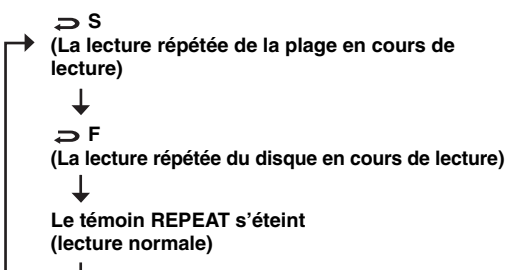 ⊃ S
(La lecture répétée de la plage en cours de
lecture)
⊃ F
(La lecture répétée du disque en cours de lecture)
Le témoin REPEAT s’éteint
(lecture normale)